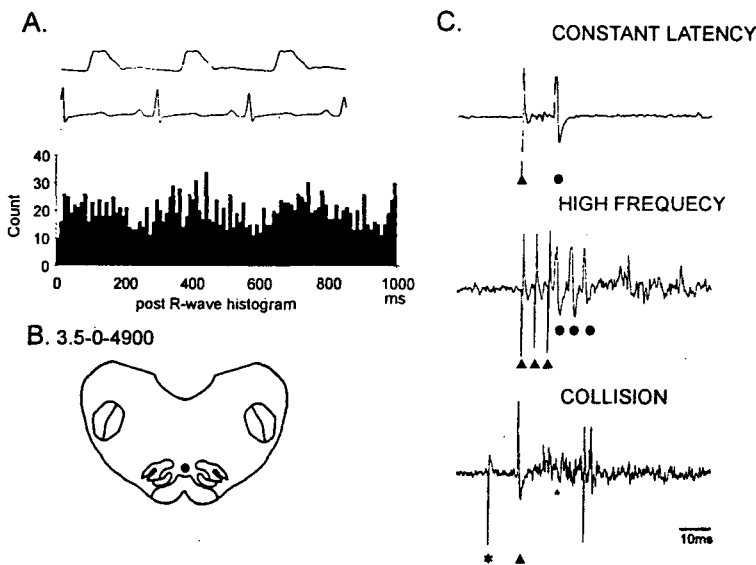 A.
40
30
20
10
0
Count
0 200 400 600 800 1000
ms
post R-wave histogram
B. 3.5-0-4900
C.
CONSTANT LATENCY
HIGH FREQUECY
COLLISION
*
10ms